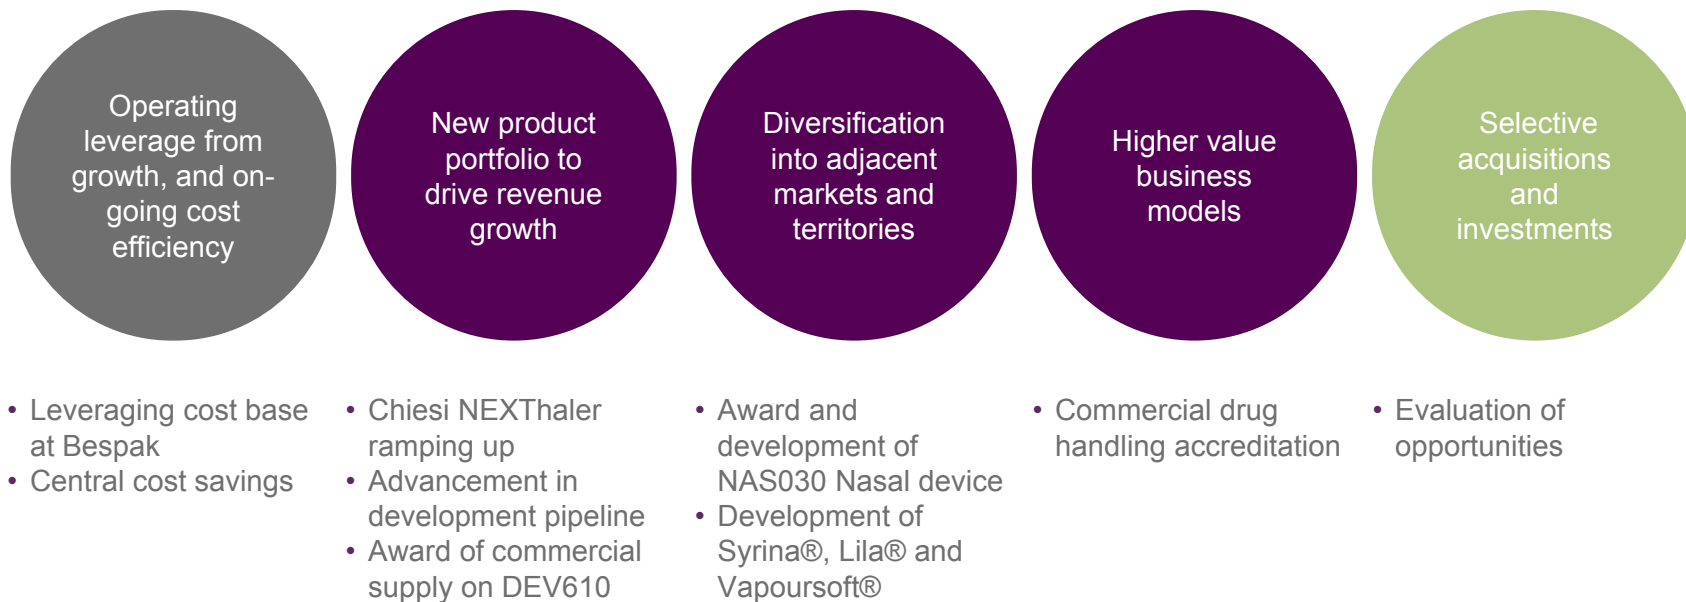 Operating
leverage from
growth, and on-
going cost
efficiency
New product
portfolio to
drive revenue
growth
Diversification
into adjacent
markets and
territories
Higher value
business
models
Selective
acquisitions
and
investments
• Leveraging cost base
at Bespak
• Central cost savings
• Chiesi NEXThaler
ramping up
• Advancement in
development pipeline
• Award of commercial
supply on DEV610
• Award and
development of
NAS030 Nasal device
• Development of
Syrina®, Lila® and
Vapoursoft®
• Commercial drug
handling accreditation
• Evaluation of
opportunities